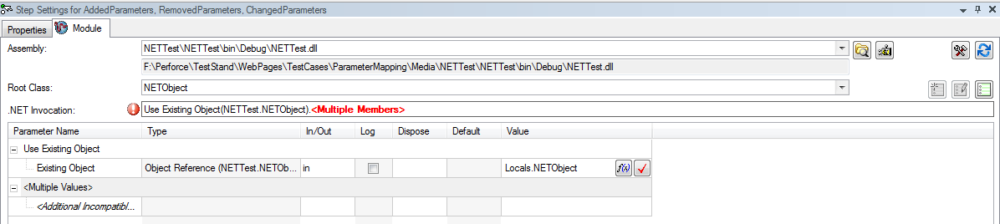 Step Settings for AddedParameters, RemovedParameters, ChangedParameters
Properties Module
Assembly: NETTest\NETTest\bin\Debug\NETTest.dll
F:\Perforce\TestStand\WebPages\TestCases\ParameterMapping\Media\NETTest\NETTest\bin\Debug\NETTest.dll
Root Class: NETObject
.NET Invocation: Use Existing Object(NETTest.NETObject).<Multiple Members>
Parameter Name Type In/Out Log Dispose Default Value
Use Existing Object
Existing Object Object Reference (NETTest.NETOb... in Locals.NETObject f(x)
<Multiple Values>
<Additional Incompatibl...